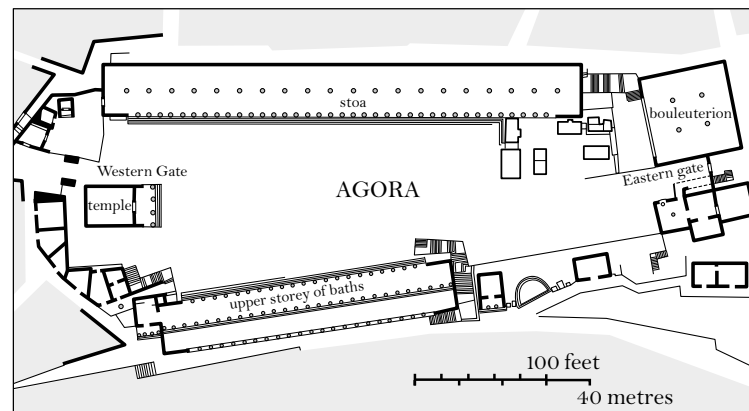 stoa
bouleuterion
Western Gate
Eastern gate
temple
AGORA
upper storey of baths
100 feet
40 metres